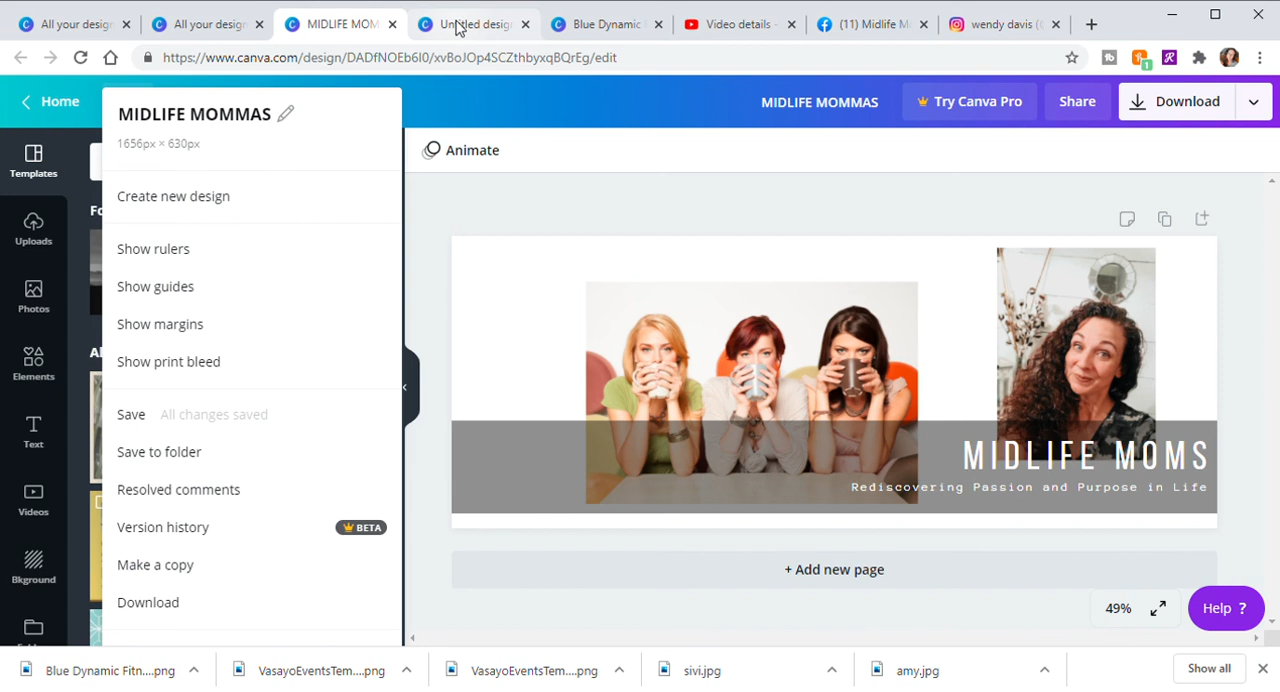 All your desig
All your desig
MIDLIFE MOM
Untitled desig
Blue Dynamic
Video details -
(11) Midlife M
wendy davis (
https://www.canva.com/design/DADfNOEb6I0/xvBoJOp4SCZthbyxqBQrEg/edit
1
Home
MIDLIFE MOMMAS
Try Canva Pro
Share
Download
MIDLIFE MOMMAS
1656px × 630px
Create new design
Show rulers
Show guides
Show margins
Show print bleed
Save All changes saved
Save to folder
Resolved comments
Version history BETA
Make a copy
Download
Templates
Uploads
Photos
Elements
Text
Videos
Bkground
Fo
Al
Animate
MIDLIFE MOMS
Rediscovering Passion and Purpose in Life
+ Add new page
49%
Help ?
Blue Dynamic Fitn....png
VasayoEventsTem....png
VasayoEventsTem....png
sivi.jpg
amy.jpg
Show all